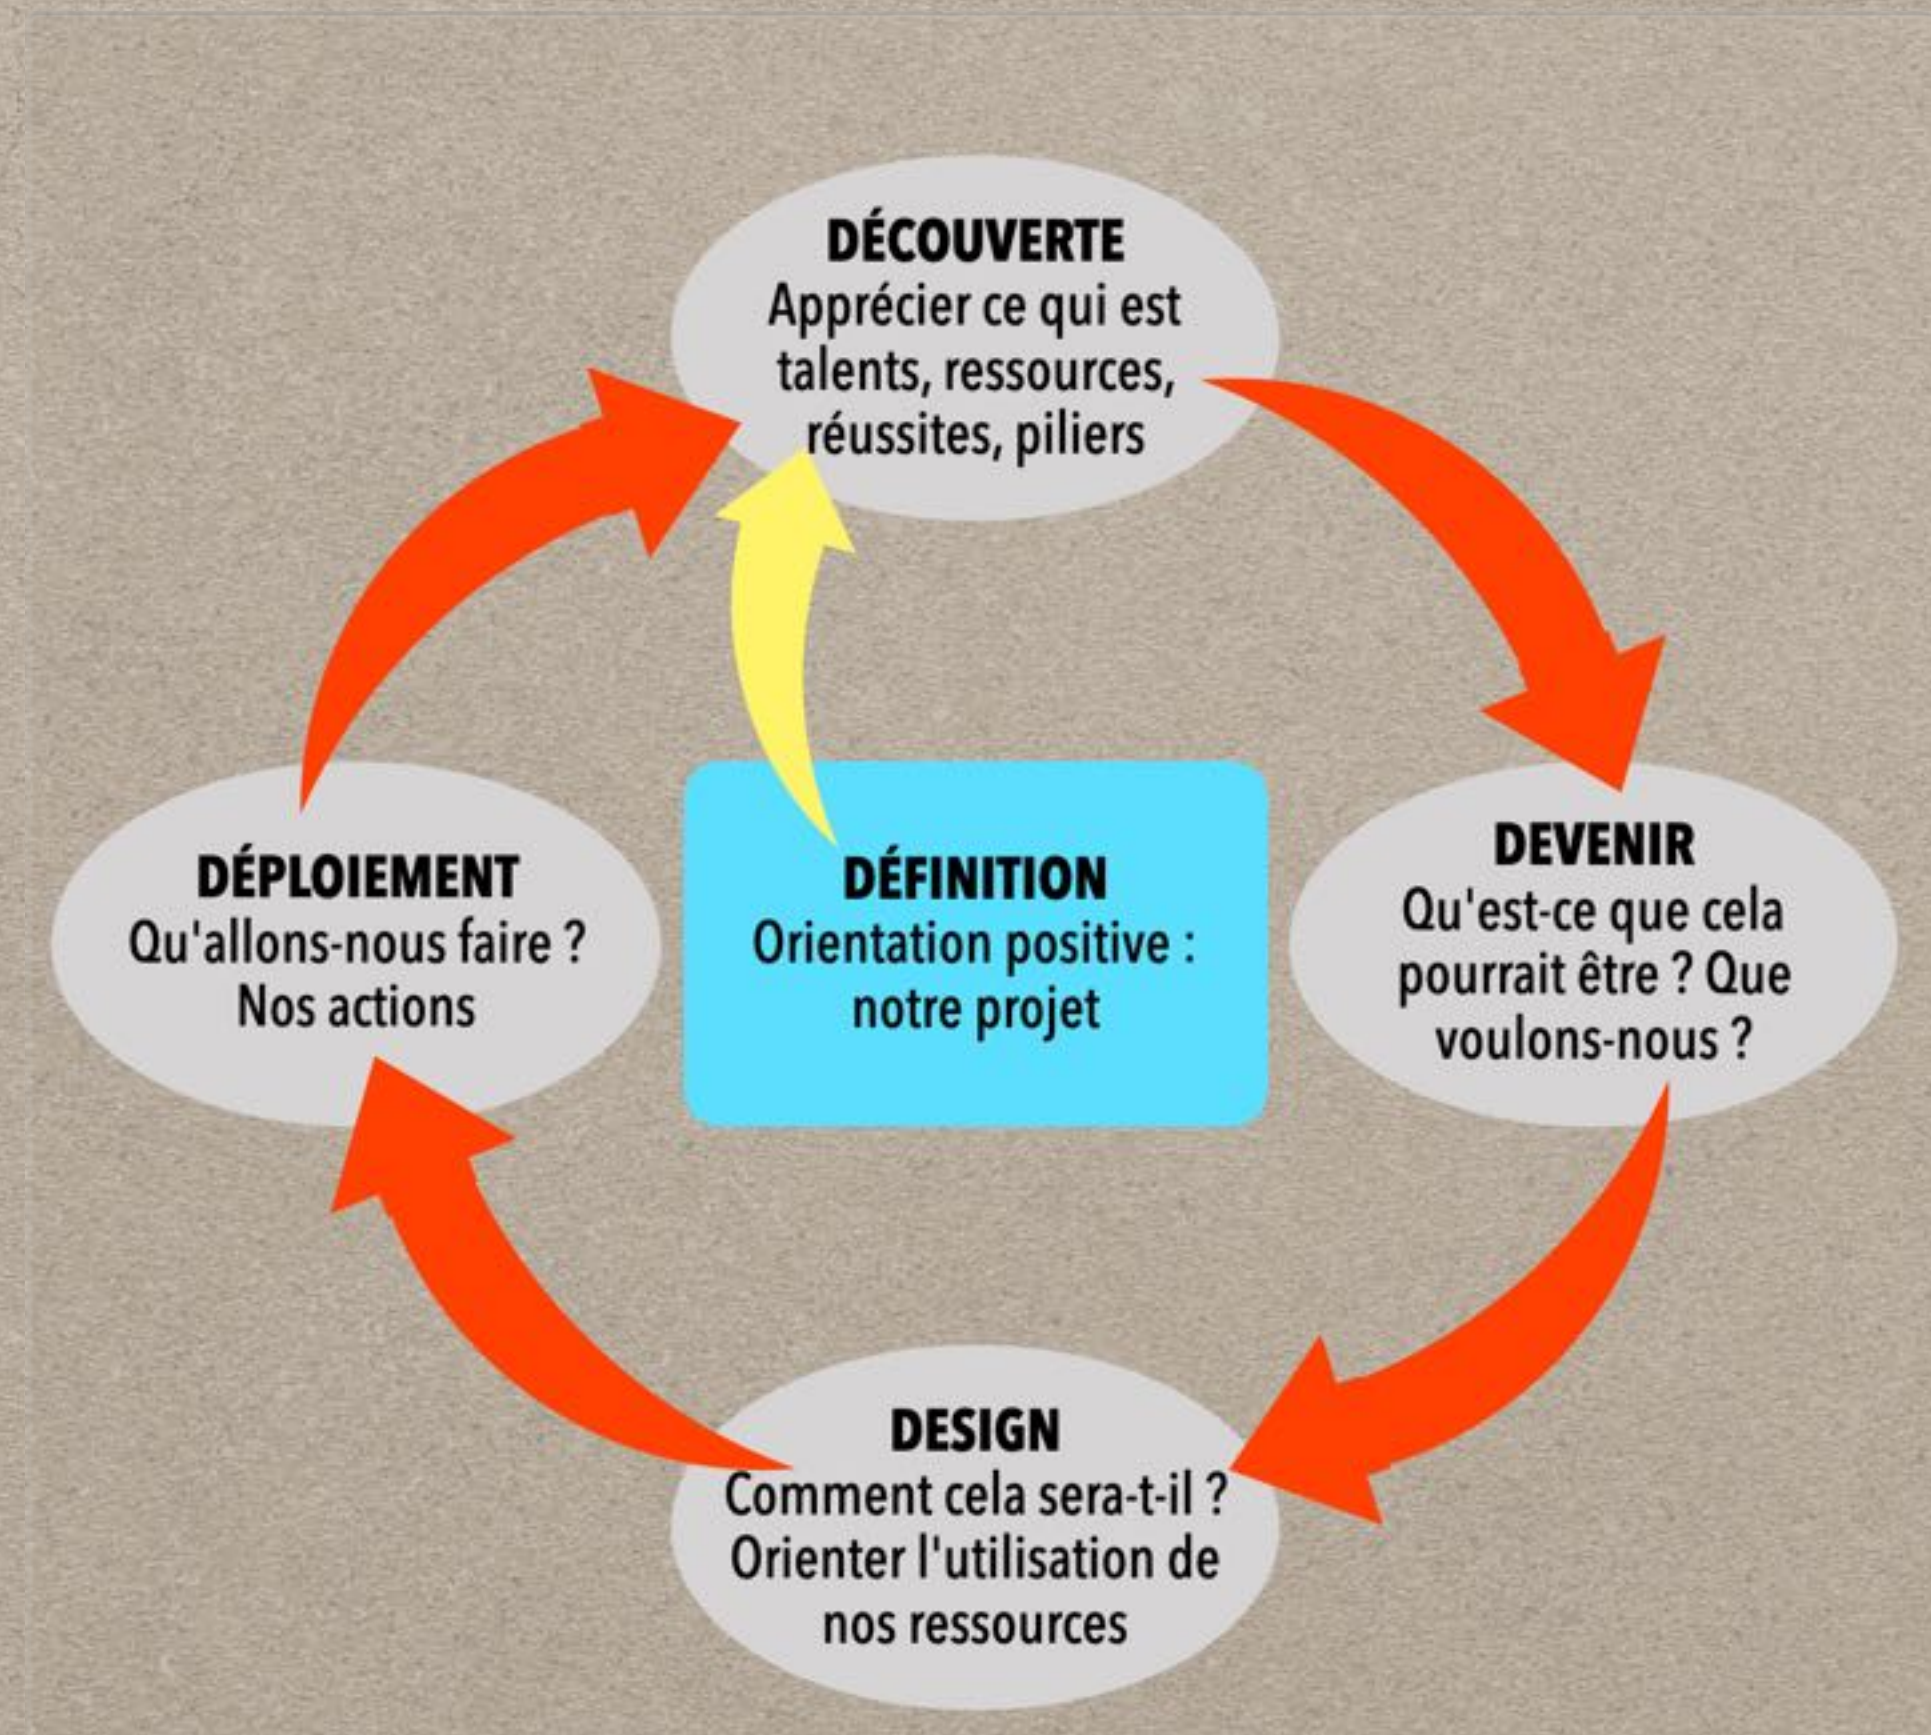 DÉCOUVERTE
Apprécier ce qui est
talents, ressources,
réussites, piliers
DÉPLOIEMENT
Qu'allons-nous faire ?
Nos actions
DÉFINITION
Orientation positive :
notre projet
DEVENIR
Qu'est-ce que cela
pourrait être ? Que
voulons-nous ?
DESIGN
Comment cela sera-t-il ?
Orienter l'utilisation de
nos ressources